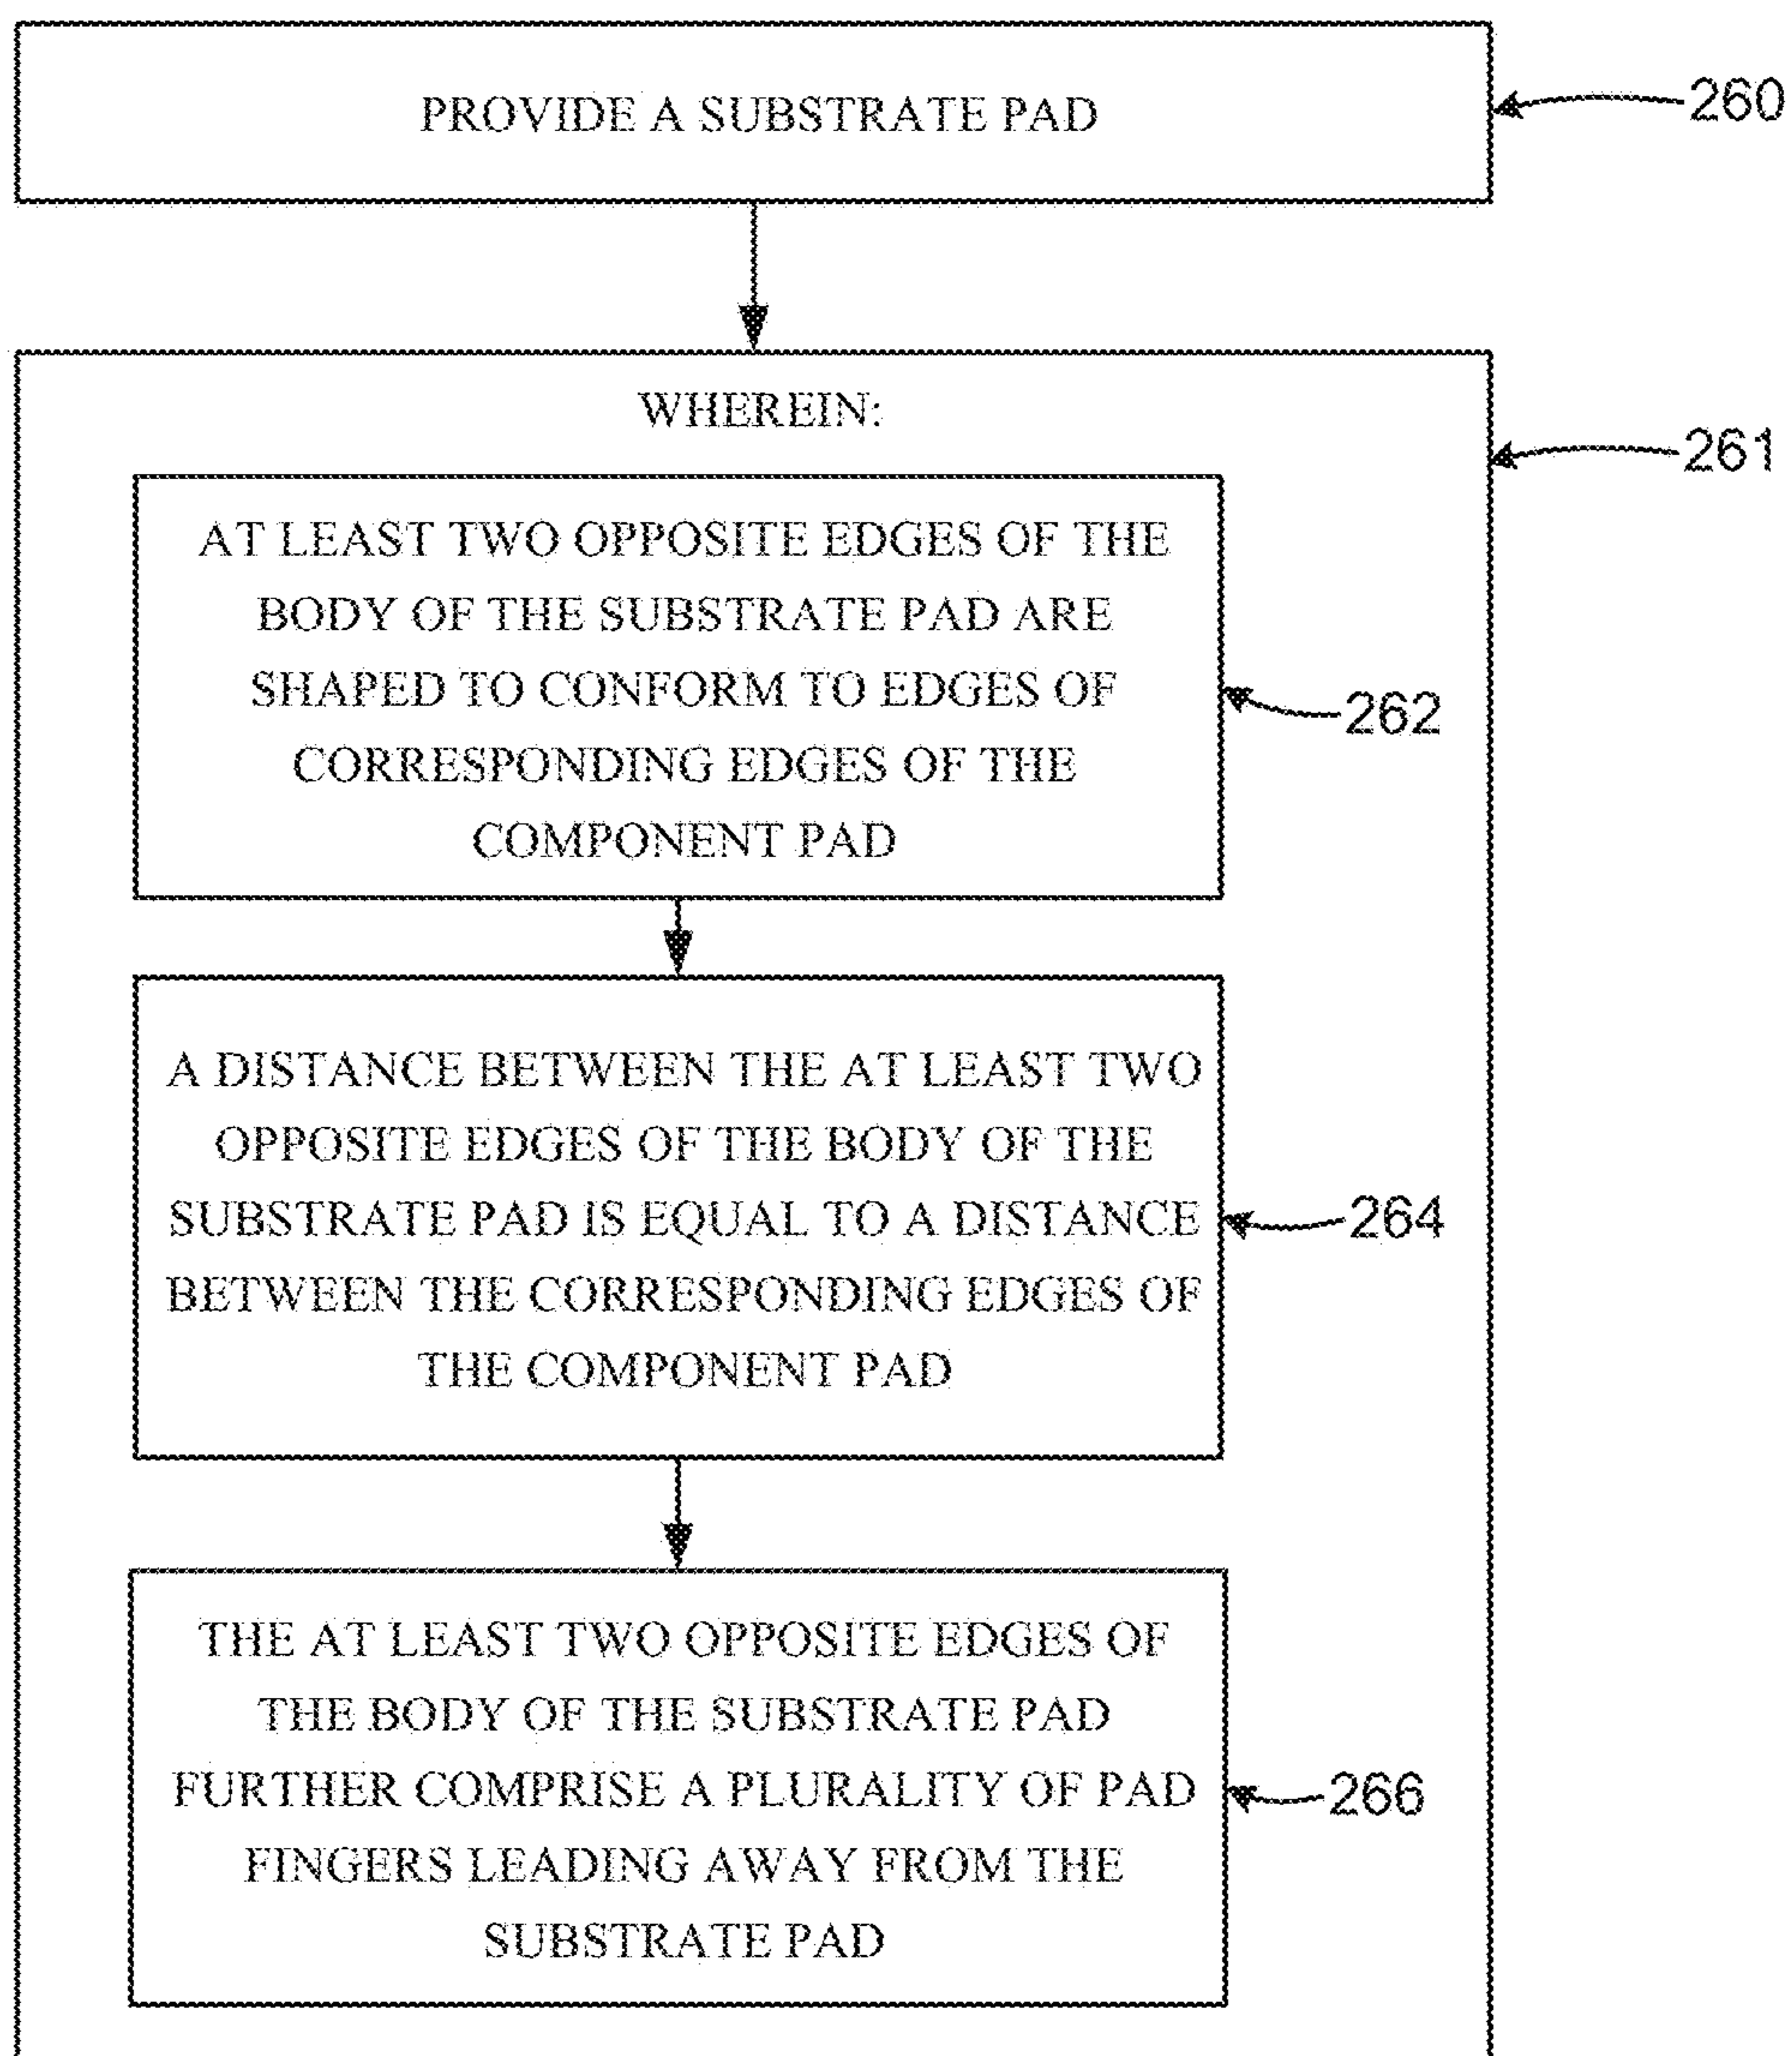 PROVIDE A SUBSTRATE PAD
260
WHEREIN:
261
AT LEAST TWO OPPOSITE EDGES OF THE
BODY OF THE SUBSTRATE PAD ARE
SHAPED TO CONFORM TO EDGES OF
CORRESPONDING EDGES OF THE
COMPONENT PAD
262
A DISTANCE BETWEEN THE AT LEAST TWO
OPPOSITE EDGES OF THE BODY OF THE
SUBSTRATE PAD IS EQUAL TO A DISTANCE
BETWEEN THE CORRESPONDING EDGES OF
THE COMPONENT PAD
264
THE AT LEAST TWO OPPOSITE EDGES OF
THE BODY OF THE SUBSTRATE PAD
FURTHER COMPRISE A PLURALITY OF PAD
FINGERS LEADING AWAY FROM THE
SUBSTRATE PAD
266